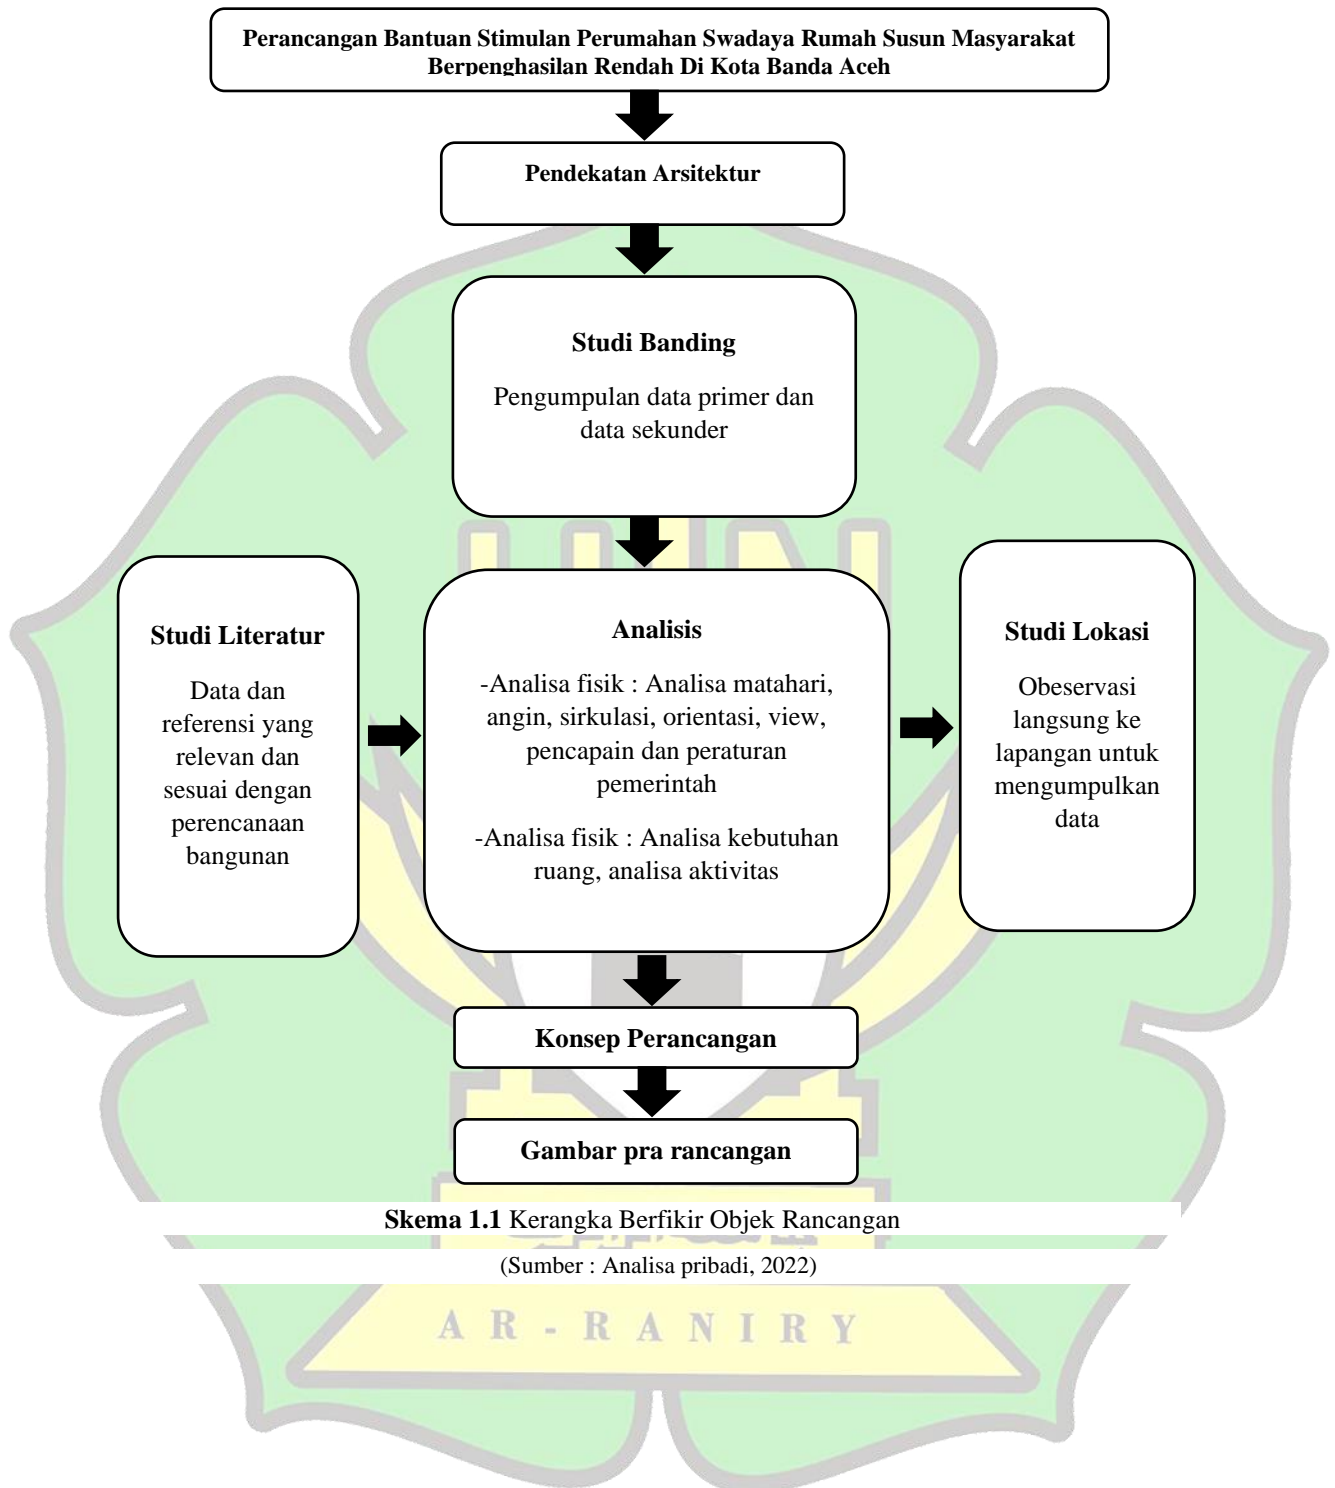 Perancangan Bantuan Stimulan Perumahan Swadaya Rumah Susun Masyarakat
Berpenghasilan Rendah Di Kota Banda Aceh
Pendekatan Arsitektur
Studi Banding
Pengumpulan data primer dan
data sekunder
Studi Literatur
Data dan
referensi yang
relevan dan
sesuai dengan
perencanaan
bangunan
Analisis
-Analisa fisik : Analisa matahari,
angin, sirkulasi, orientasi, view,
pencapain dan peraturan
pemerintah
-Analisa fisik : Analisa kebutuhan
ruang, analisa aktivitas
Studi Lokasi
Obeservasi
langsung ke
lapangan untuk
mengumpulkan
data
Konsep Perancangan
Gambar pra rancangan
Skema 1.1 Kerangka Berfikir Objek Rancangan
(Sumber : Analisa pribadi, 2022)
AR-RANIRY